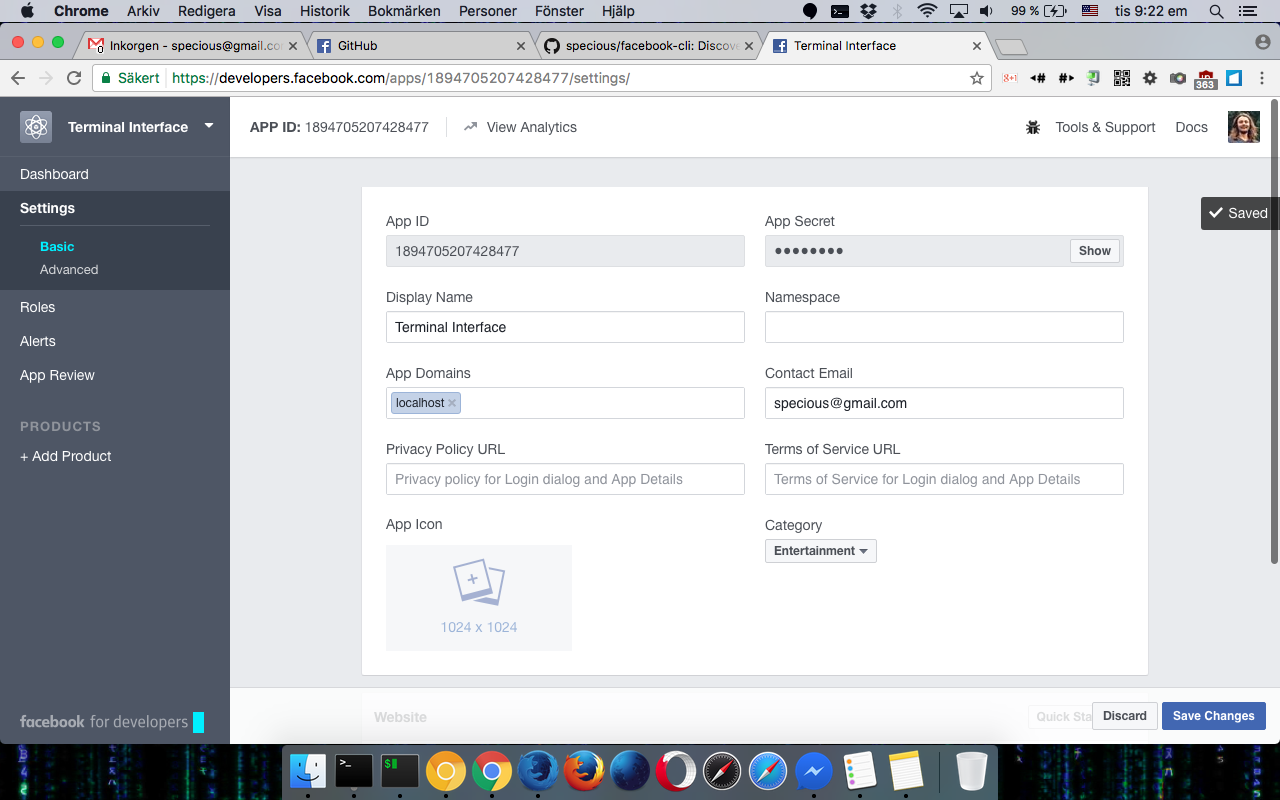 Chrome Arkiv Redigera Visa Historik Bokmärken Personer Fönster Hjälp 99 % tis 9:22 em
Inkorgen - specious@gmail.co GitHub specious/facebook-cli: Discove Terminal Interface
Säkert https://developers.facebook.com/apps/1894705207428477/settings/ 363
Terminal Interface APP ID: 1894705207428477 View Analytics Tools & Support Docs
Dashboard
Settings
Basic
Advanced
Roles
Alerts
App Review
PRODUCTS
+ Add Product
facebook for developers
Saved
App ID App Secret
1894705207428477 ●●●●●●●● Show
Display Name Namespace
Terminal Interface
App Domains Contact Email
localhost specious@gmail.com
Privacy Policy URL Terms of Service URL
Privacy policy for Login dialog and App Details Terms of Service for Login dialog and App Details
App Icon Category
Entertainment
1024 x 1024
Website Quick Sta Discard Save Changes